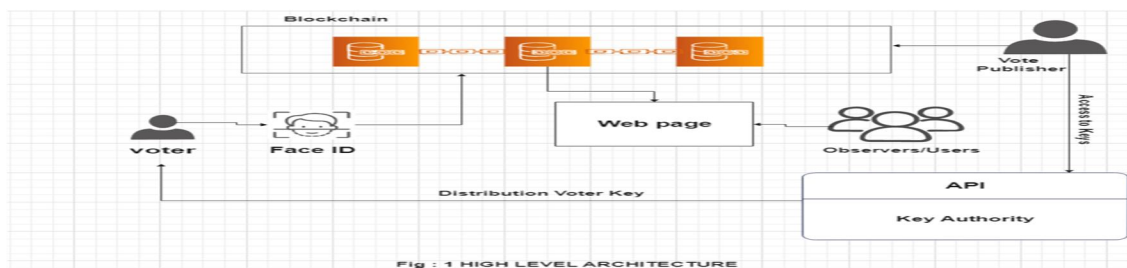 Blockchain
Vote
Publisher
Access to Keys
Web page
voter
Face ID
Observers/Users
API
Distribution Voter Key
Key Authority
Fig : 1 HIGH LEVEL ARCHITECTURE